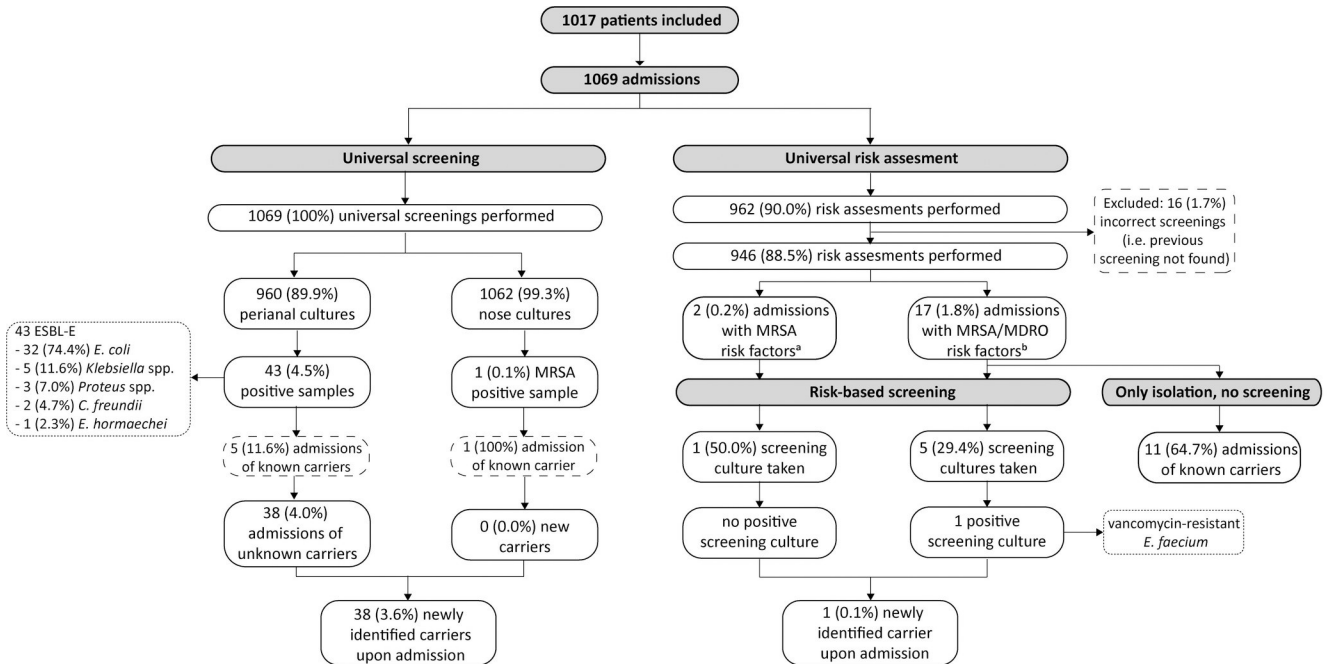 1017 patients included
1069 admissions
Universal screening
1069 (100%) universal screenings performed
960 (89.9%)
perianal cultures
1062 (99.3%)
nose cultures
43 ESBL-E
- 32 (74.4%) E. coli
- 5 (11.6%) Klebsiella spp.
- 3 (7.0%) Proteus spp.
- 2 (4.7%) C. freundii
- 1 (2.3%) E. hormaechei
43 (4.5%)
positive samples
1 (0.1%) MRSA
positive sample
5 (11.6%) admissions
of known carriers
1 (100%) admission
of known carrier
38 (4.0%)
admissions of
unknown carriers
0 (0.0%) new
carriers
38 (3.6%) newly
identified carriers
upon admission
Universal risk assesment
962 (90.0%) risk assesments performed
Excluded: 16 (1.7%)
incorrect screenings
(i.e. previous
screening not found)
946 (88.5%) risk assesments performed
2 (0.2%) admissions
with MRSA
risk factorsᵃ
17 (1.8%) admissions
with MRSA/MDRO
risk factorsᵇ
Risk-based screening
Only isolation, no screening
1 (50.0%) screening
culture taken
5 (29.4%) screening
cultures taken
11 (64.7%) admissions
of known carriers
no positive
screening culture
1 positive
screening culture
vancomycin-resistant
E. faecium
1 (0.1%) newly
identified carrier
upon admission